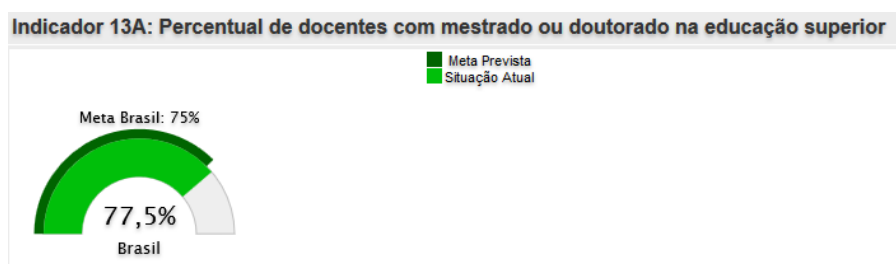 Indicador 13A: Percentual de docentes com mestrado ou doutorado na educação superior
Meta Prevista
Situação Atual
Meta Brasil: 75%
77,5%
Brasil